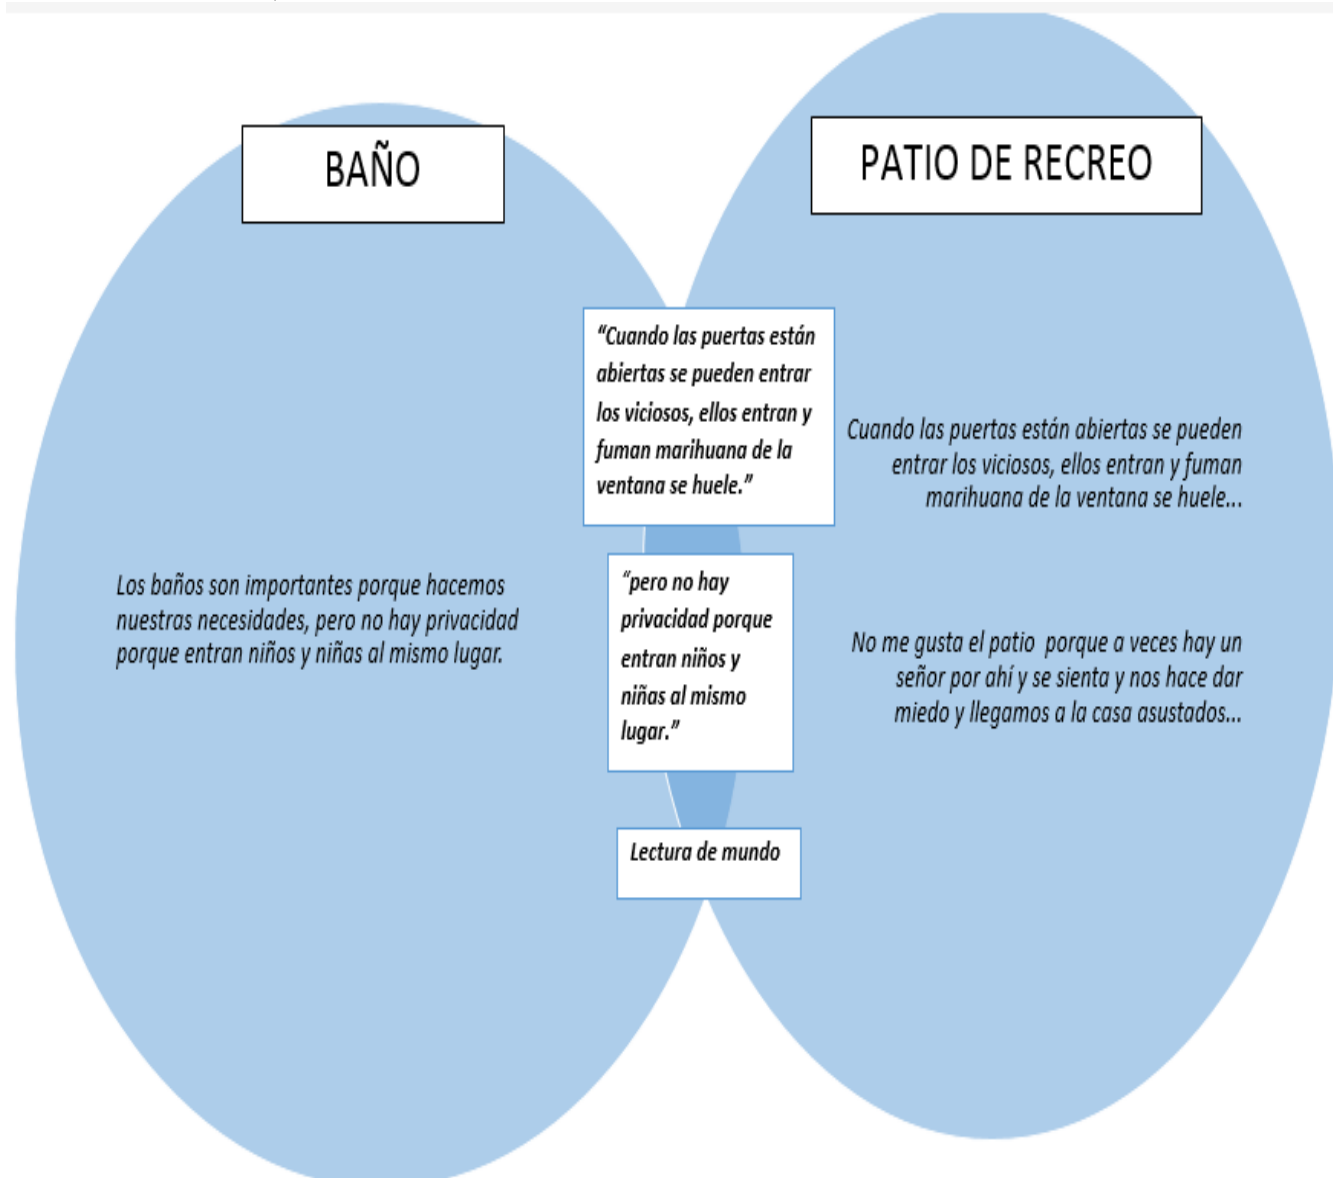 BAÑO
PATIO DE RECREO
Los baños son importantes porque hacemos
nuestras necesidades, pero no hay privacidad
porque entran niños y niñas al mismo lugar.
“Cuando las puertas están
abiertas se pueden entrar
los viciosos, ellos entran y
fuman marihuana de la
ventana se huele.”
“pero no hay
privacidad porque
entran niños y
niñas al mismo
lugar.”
Lectura de mundo
Cuando las puertas están abiertas se pueden
entrar los viciosos, ellos entran y fuman
marihuana de la ventana se huele...
No me gusta el patio porque a veces hay un
señor por ahí y se sienta y nos hace dar
miedo y llegamos a la casa asustados...